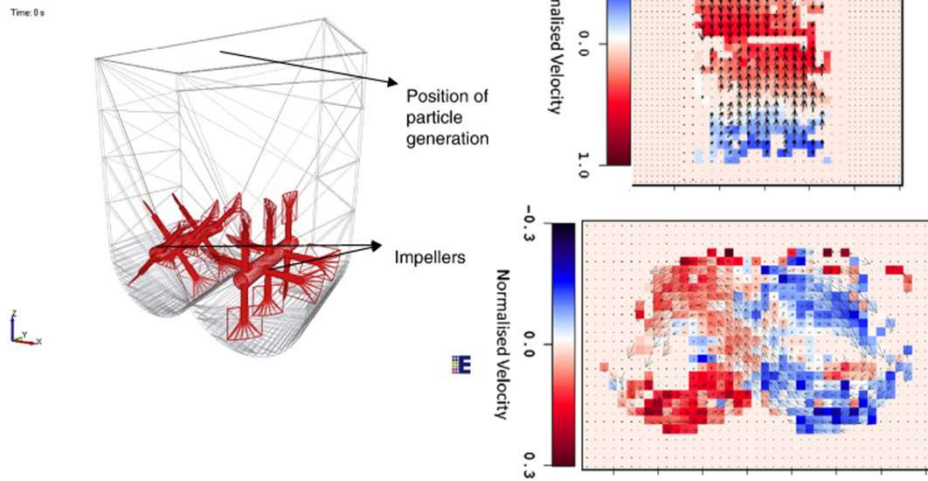 Time: 0 s
Position of
particle
generation
Impellers
Z
Y
X
E
nalised Velocity
0.0
1.0
Normalised Velocity
-0.3
0.0
0.3